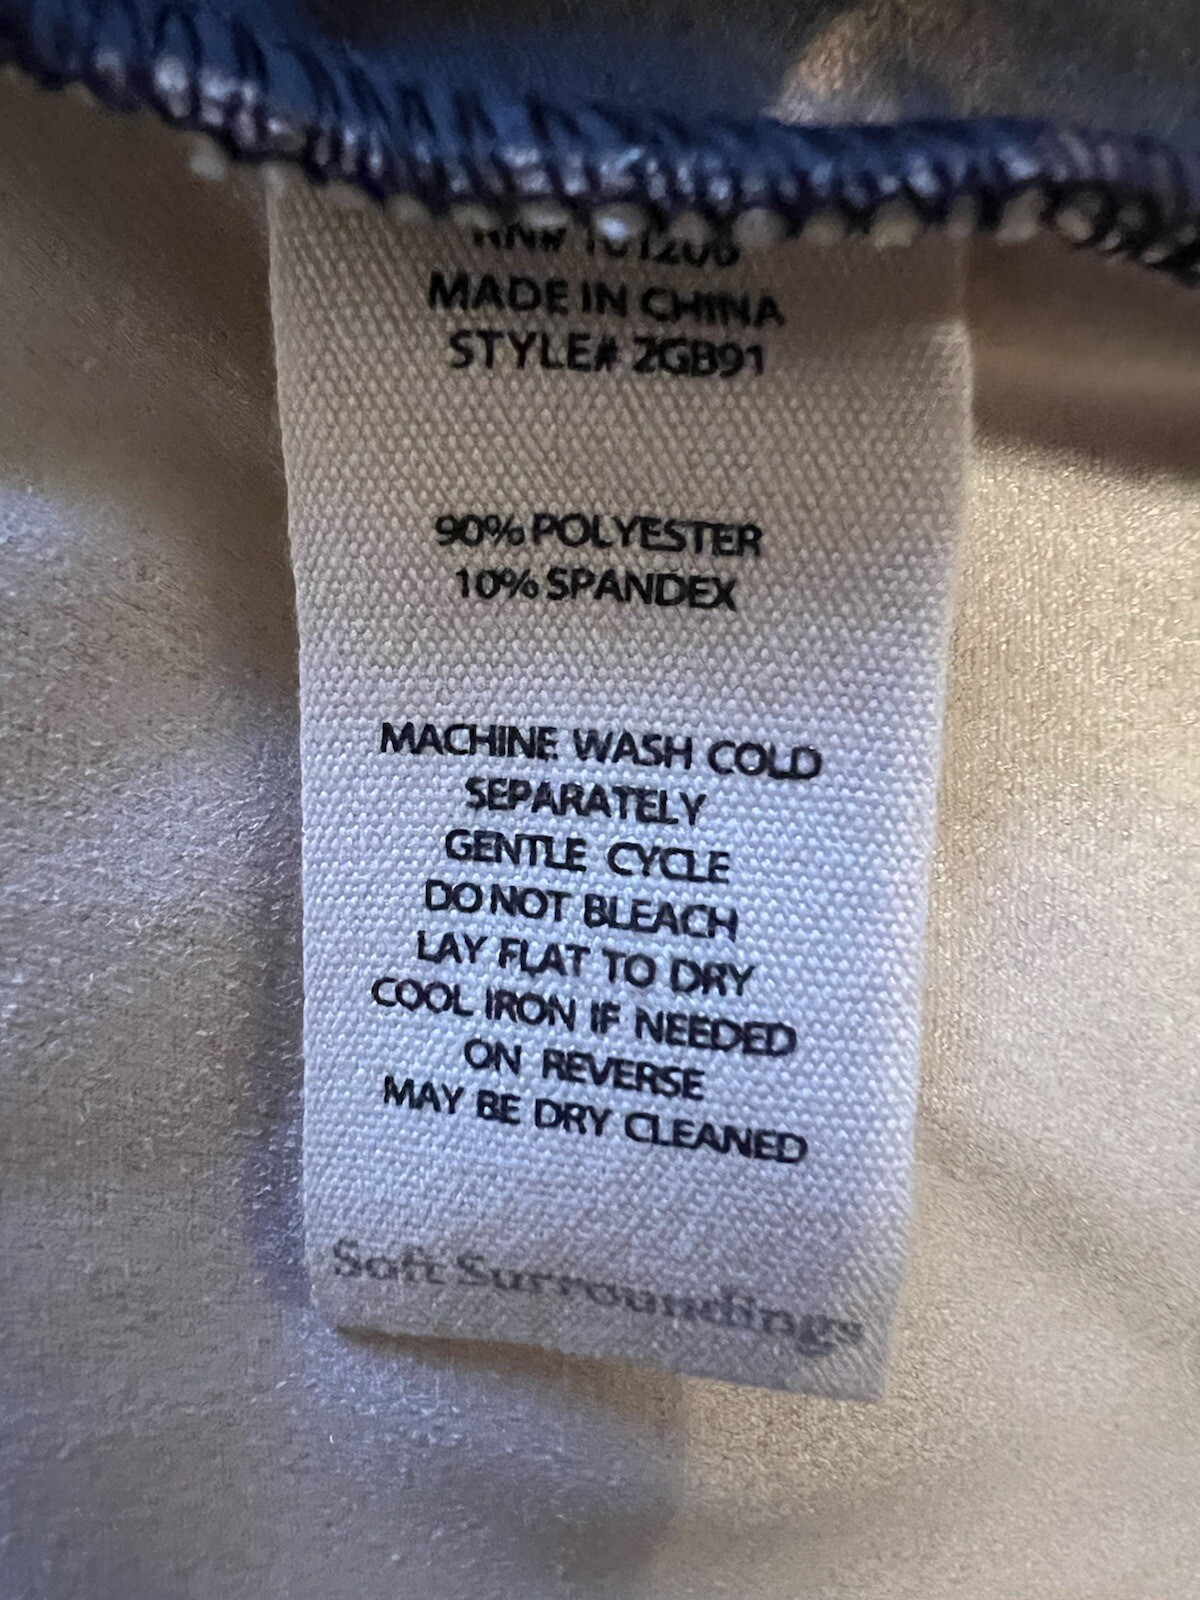 MADE IN CHINA
STYLE# 2GB91
90% POLYESTER
10% SPANDEX
MACHINE WASH COLD
SEPARATELY
GENTLE CYCLE
DO NOT BLEACH
LAY FLAT TO DRY
COOL IRON IF NEEDED
ON REVERSE
MAY BE DRY CLEANED
Soft Surroundings